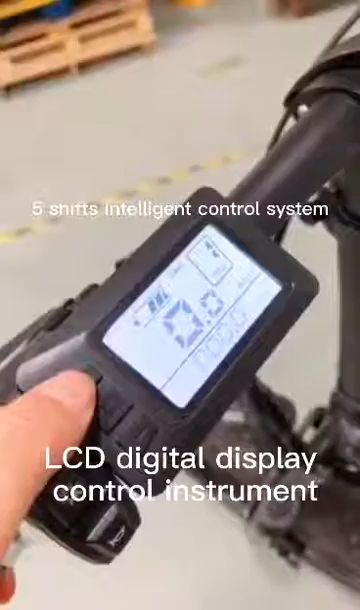 5 shifts intelligent control system
LCD digital display
control instrument